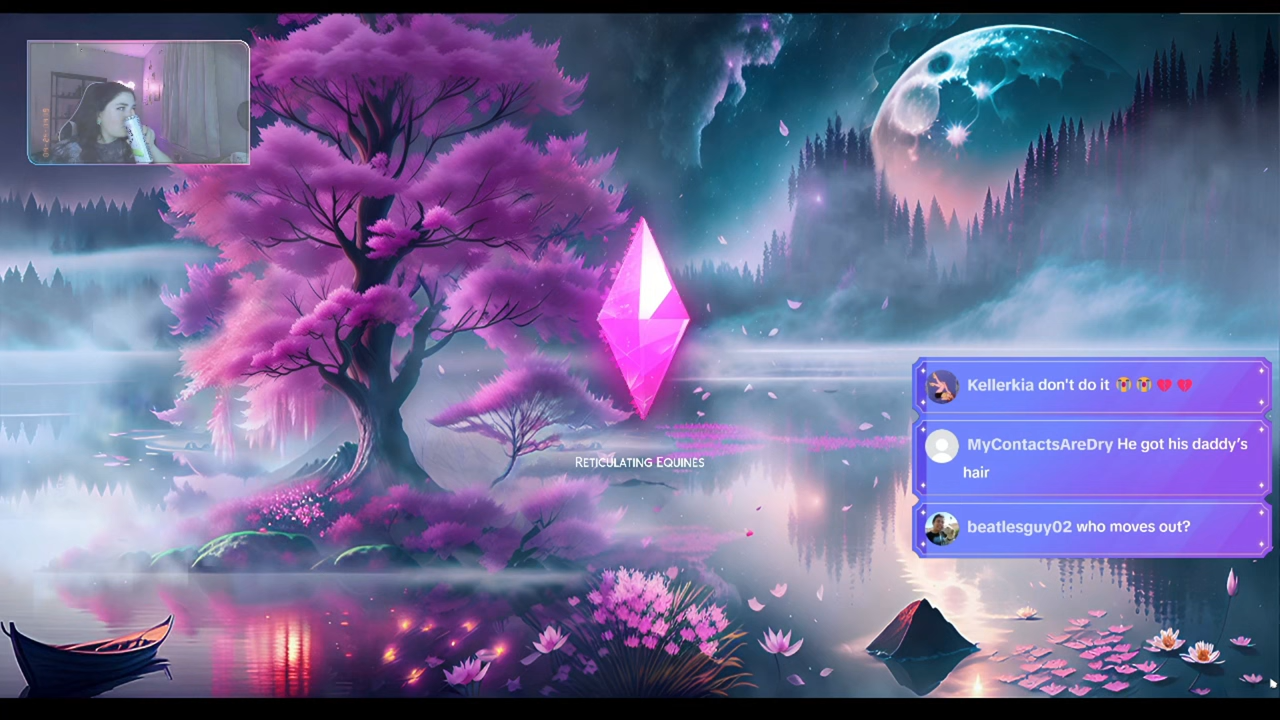 Kellerkia don't do it 😭 😭 💔 💔
MyContactsAreDry He got his daddy's
hair
RETICULATING EQUINES
beatlesguy02 who moves out?